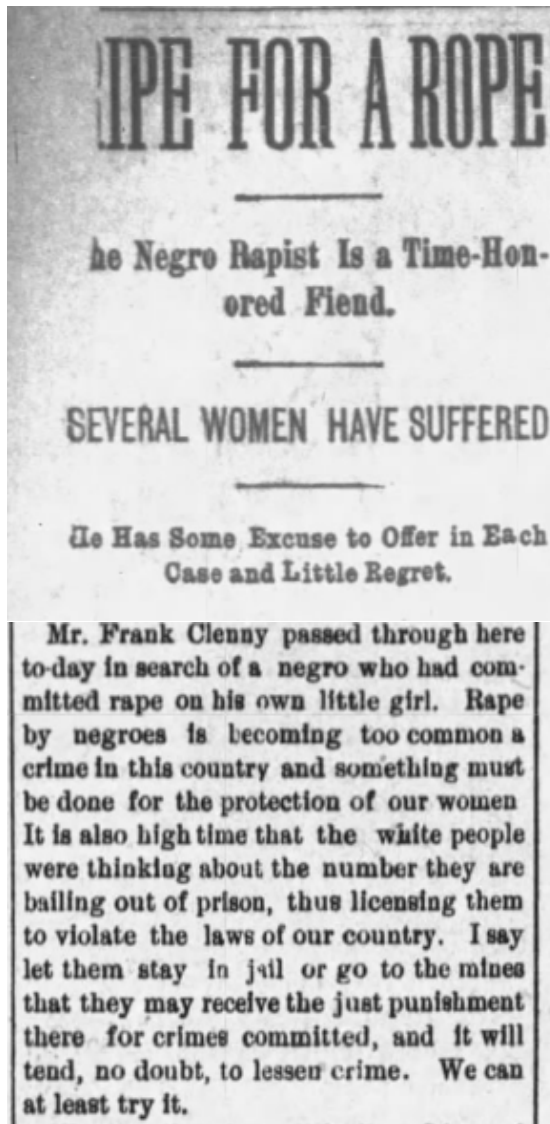 IPE FOR A ROPE
he Negro Rapist Is a Time-Hon-
ored Fiend.
SEVERAL WOMEN HAVE SUFFERED
He Has Some Excuse to Offer in Each
Case and Little Regret.
Mr. Frank Clenny passed through here
to-day in search of a negro who had com-
mitted rape on his own little girl. Rape
by negroes is becoming too common a
crime in this country and something must
be done for the protection of our women
It is also high time that the white people
were thinking about the number they are
bailing out of prison, thus licensing them
to violate the laws of our country. I say
let them stay in jail or go to the mines
that they may receive the just punishment
there for crimes committed, and it will
tend, no doubt, to lessen crime. We can
at least try it.